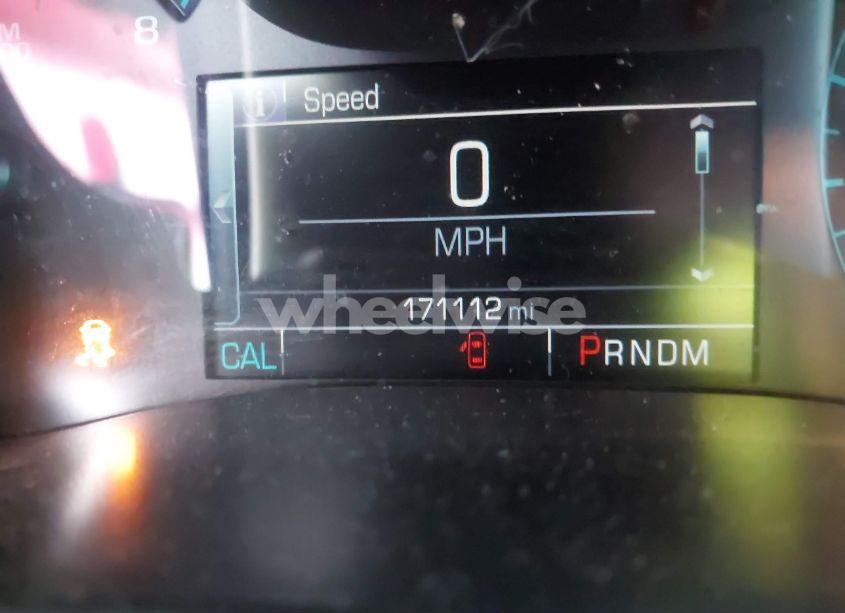 8
Speed
0
MPH
171112 mi
wheelwise
CAL
PRNDM